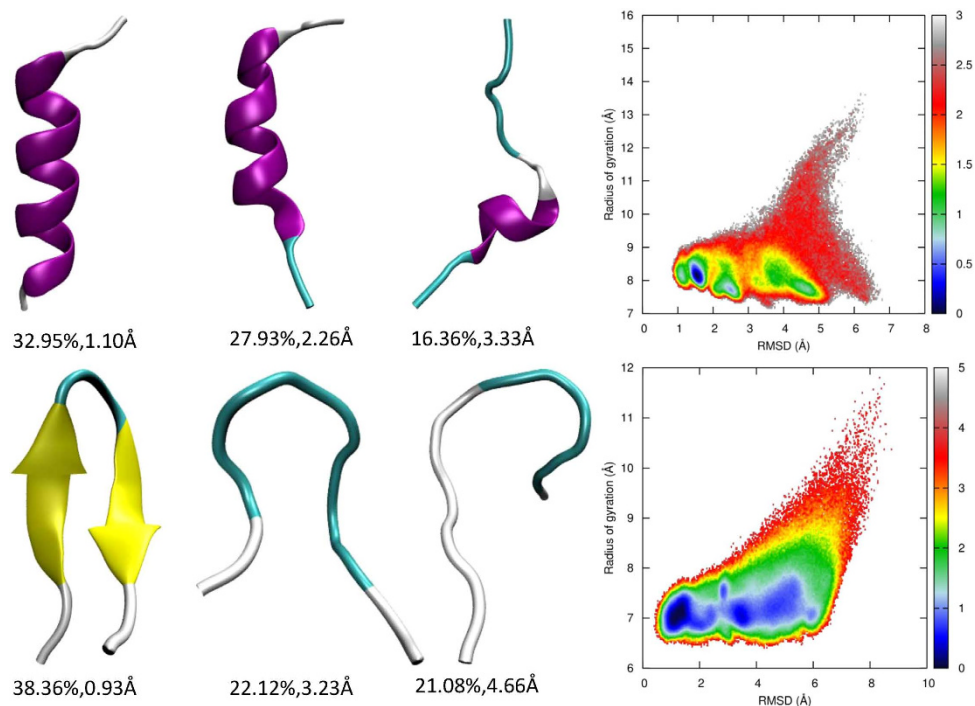 32.95%,1.10Å
27.93%,2.26Å
16.36%,3.33Å
Radius of gyration (Å)
16
15
14
13
12
11
10
9
8
7
0 1 2 3 4 5 6 7 8
RMSD (Å)
3
2.5
2
1.5
1
0.5
0
38.36%,0.93Å
22.12%,3.23Å
21.08%,4.66Å
Radius of gyration (Å)
12
11
10
9
8
7
6
0 2 4 6 8 10
RMSD (Å)
5
4
3
2
1
0